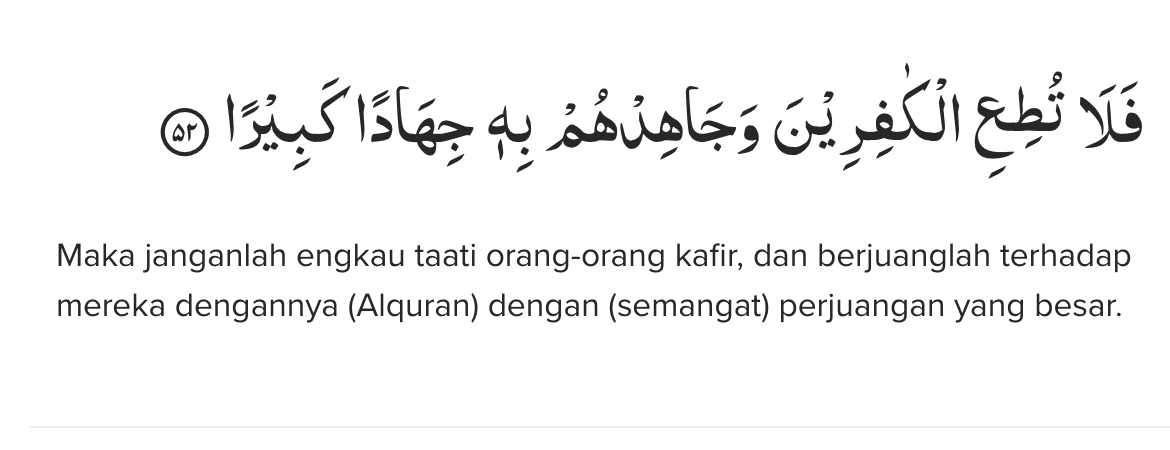 فَلَا تُطِعِ الْكٰفِرِيْنَ وَجَاهِدْهُمْ بِهٖ جِهَادًا كَبِيْرًا ۝٥٢
Maka janganlah engkau taati orang-orang kafir, dan berjuanglah terhadap
mereka dengannya (Alquran) dengan (semangat) perjuangan yang besar.